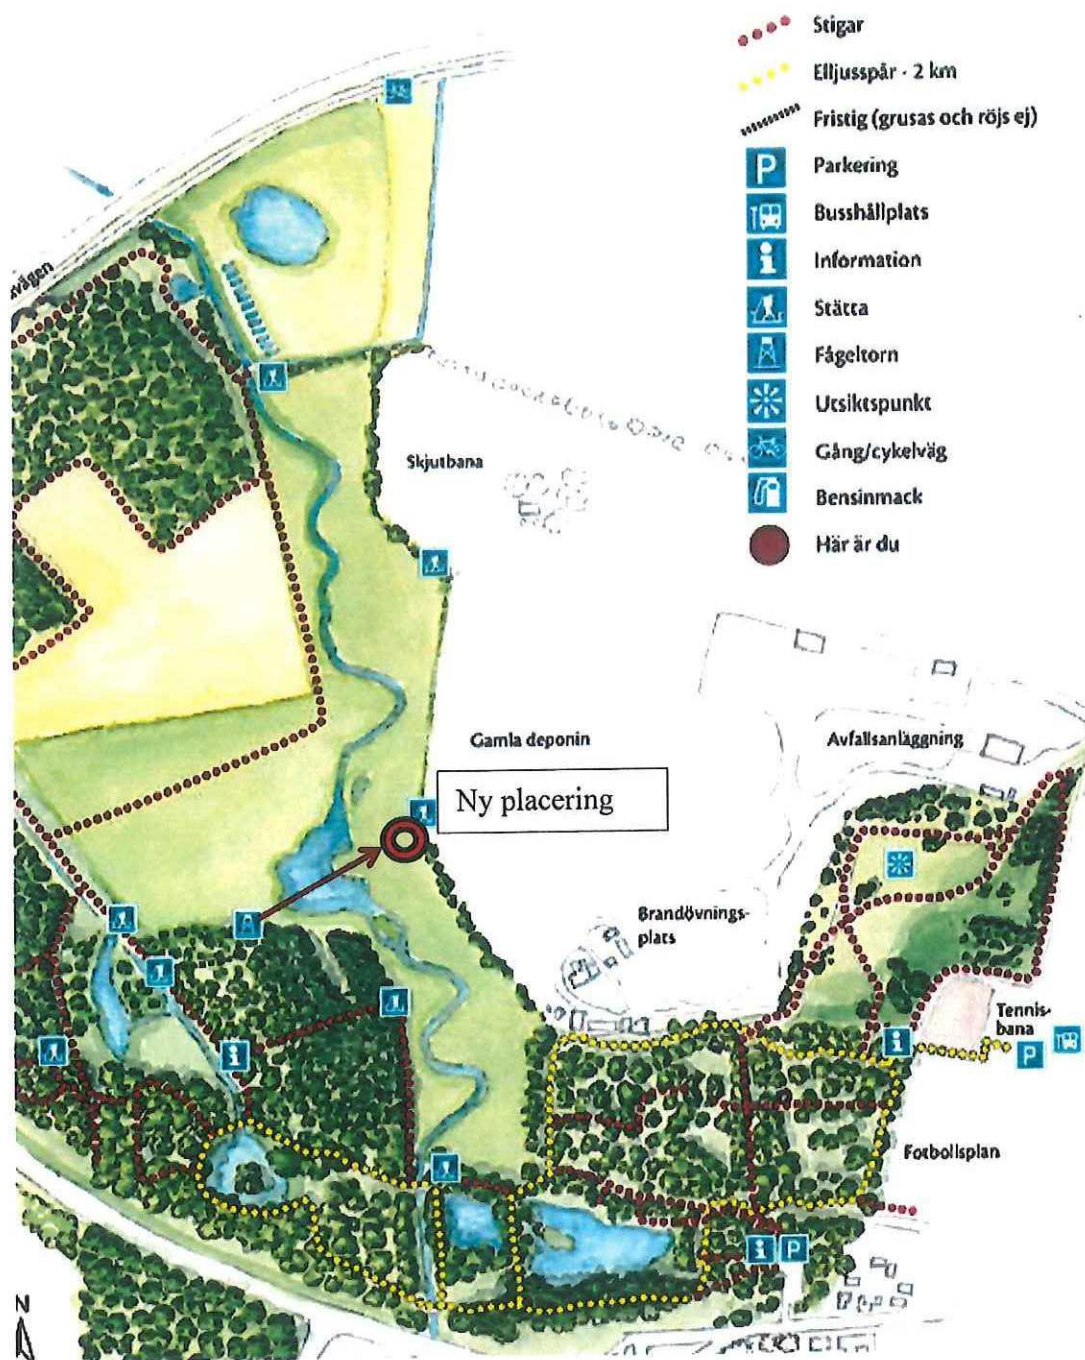 Stigar
Elljusspår - 2 km
Fristig (grusas och röjs ej)
P
Parkering
Busshållplats
i
Information
Stätta
Fågeltorn
Utsiktspunkt
Gång/cykelväg
Bensinmack
Här är du
Skjutbana
Gamla deponin
Avfallsanläggning
Ny placering
Brandövnings-
plats
Tennis-
bana
P
i
i
Fotbollsplan
i
P
N